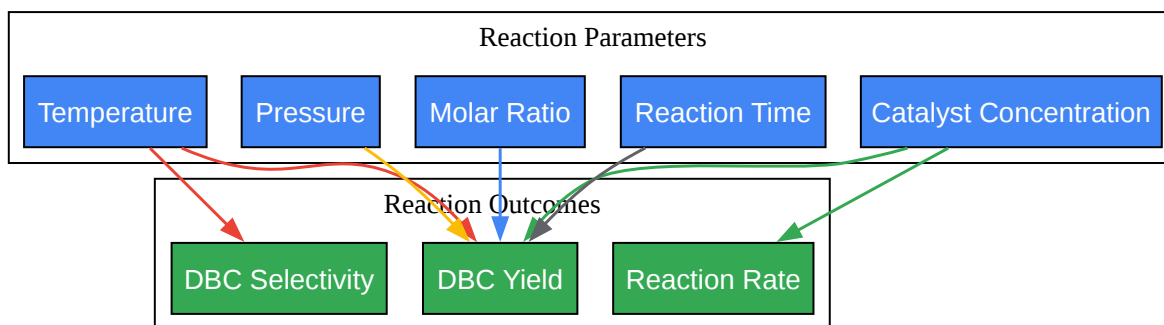 Reaction Parameters
Temperature
Pressure
Molar Ratio
Reaction Time
Catalyst Concentration
Reaction Outcomes
DBC Selectivity
DBC Yield
Reaction Rate